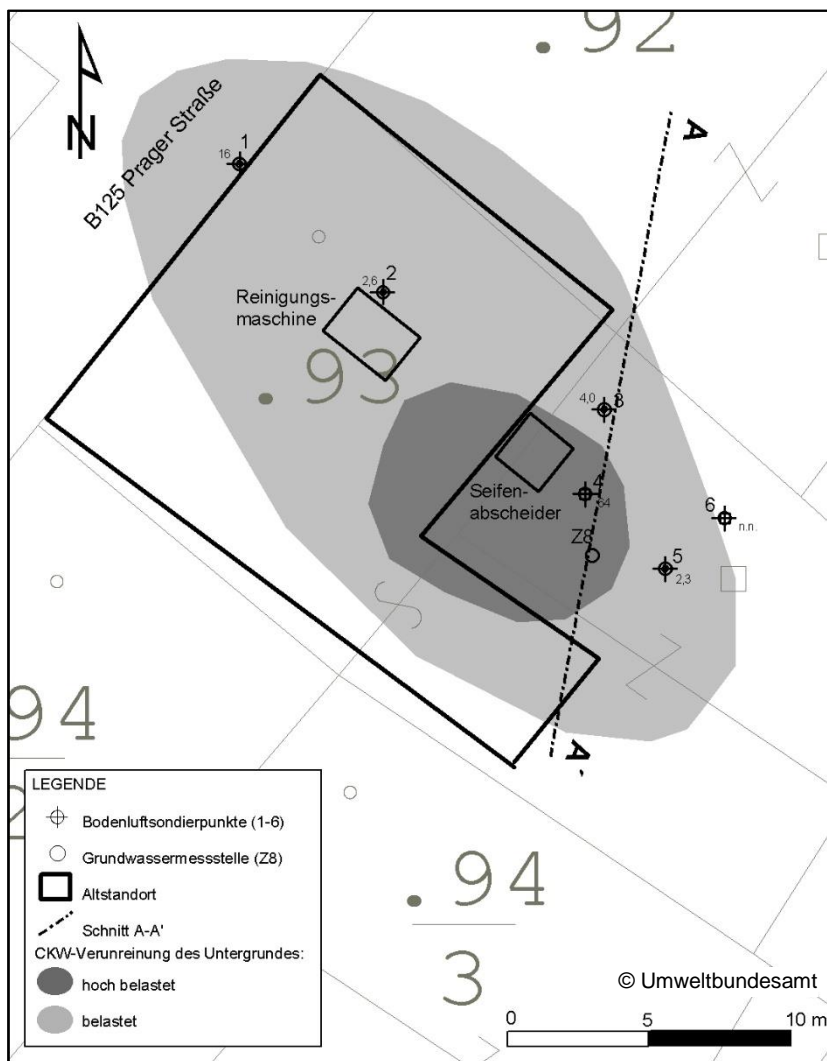 .92
N
B125 Prager Straße
A
1
16
2
2,6
Reinigungs-
maschine
.93
3
4,0
4
54
Seifen-
abscheider
6
n.n.
Z8
5
2,3
94
A'
LEGENDE
Bodenluftsondierpunkte (1-6)
Grundwassermessstelle (Z8)
Altstandort
Schnitt A-A'
CKW-Verunreinung des Untergrundes:
hoch belastet
belastet
.94
3
© Umweltbundesamt
0 5 10 m